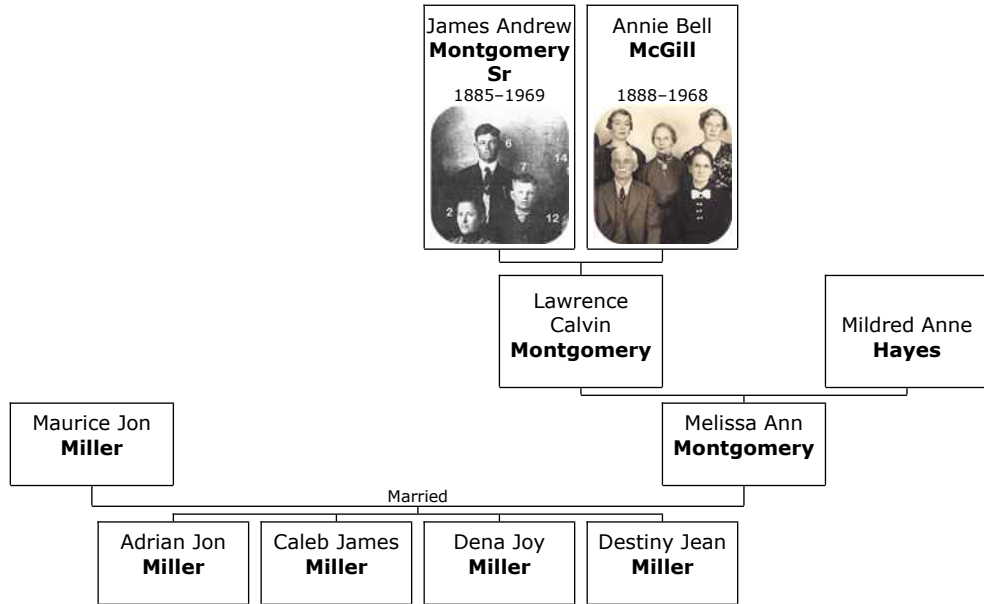 James Andrew
Montgomery
Sr
1885–1969
6
14
7
2
12
Annie Bell
McGill
1888–1968
Lawrence
Calvin
Montgomery
Mildred Anne
Hayes
Maurice Jon
Miller
Melissa Ann
Montgomery
Married
Adrian Jon
Miller
Caleb James
Miller
Dena Joy
Miller
Destiny Jean
Miller